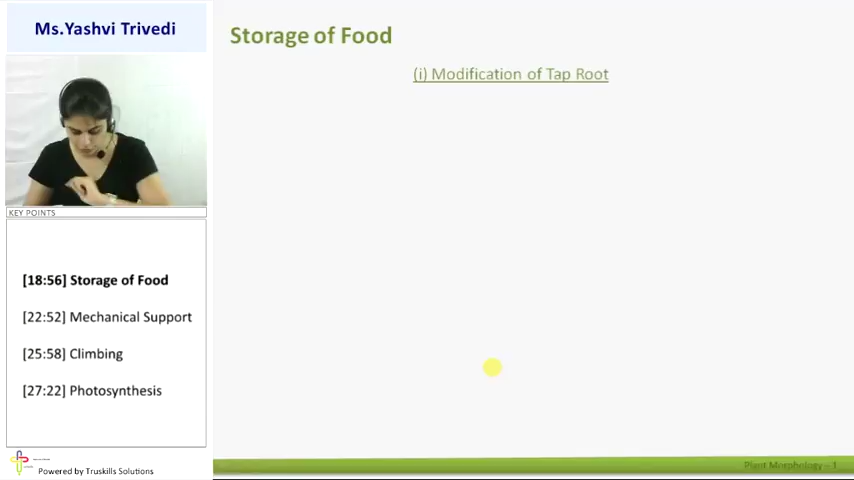 Ms.Yashvi Trivedi
Storage of Food
(i) Modification of Tap Root
KEY POINTS
[18:56] Storage of Food
[22:52] Mechanical Support
[25:58] Climbing
[27:22] Photosynthesis
Powered by Truskills Solutions
Plant Morphology – 1